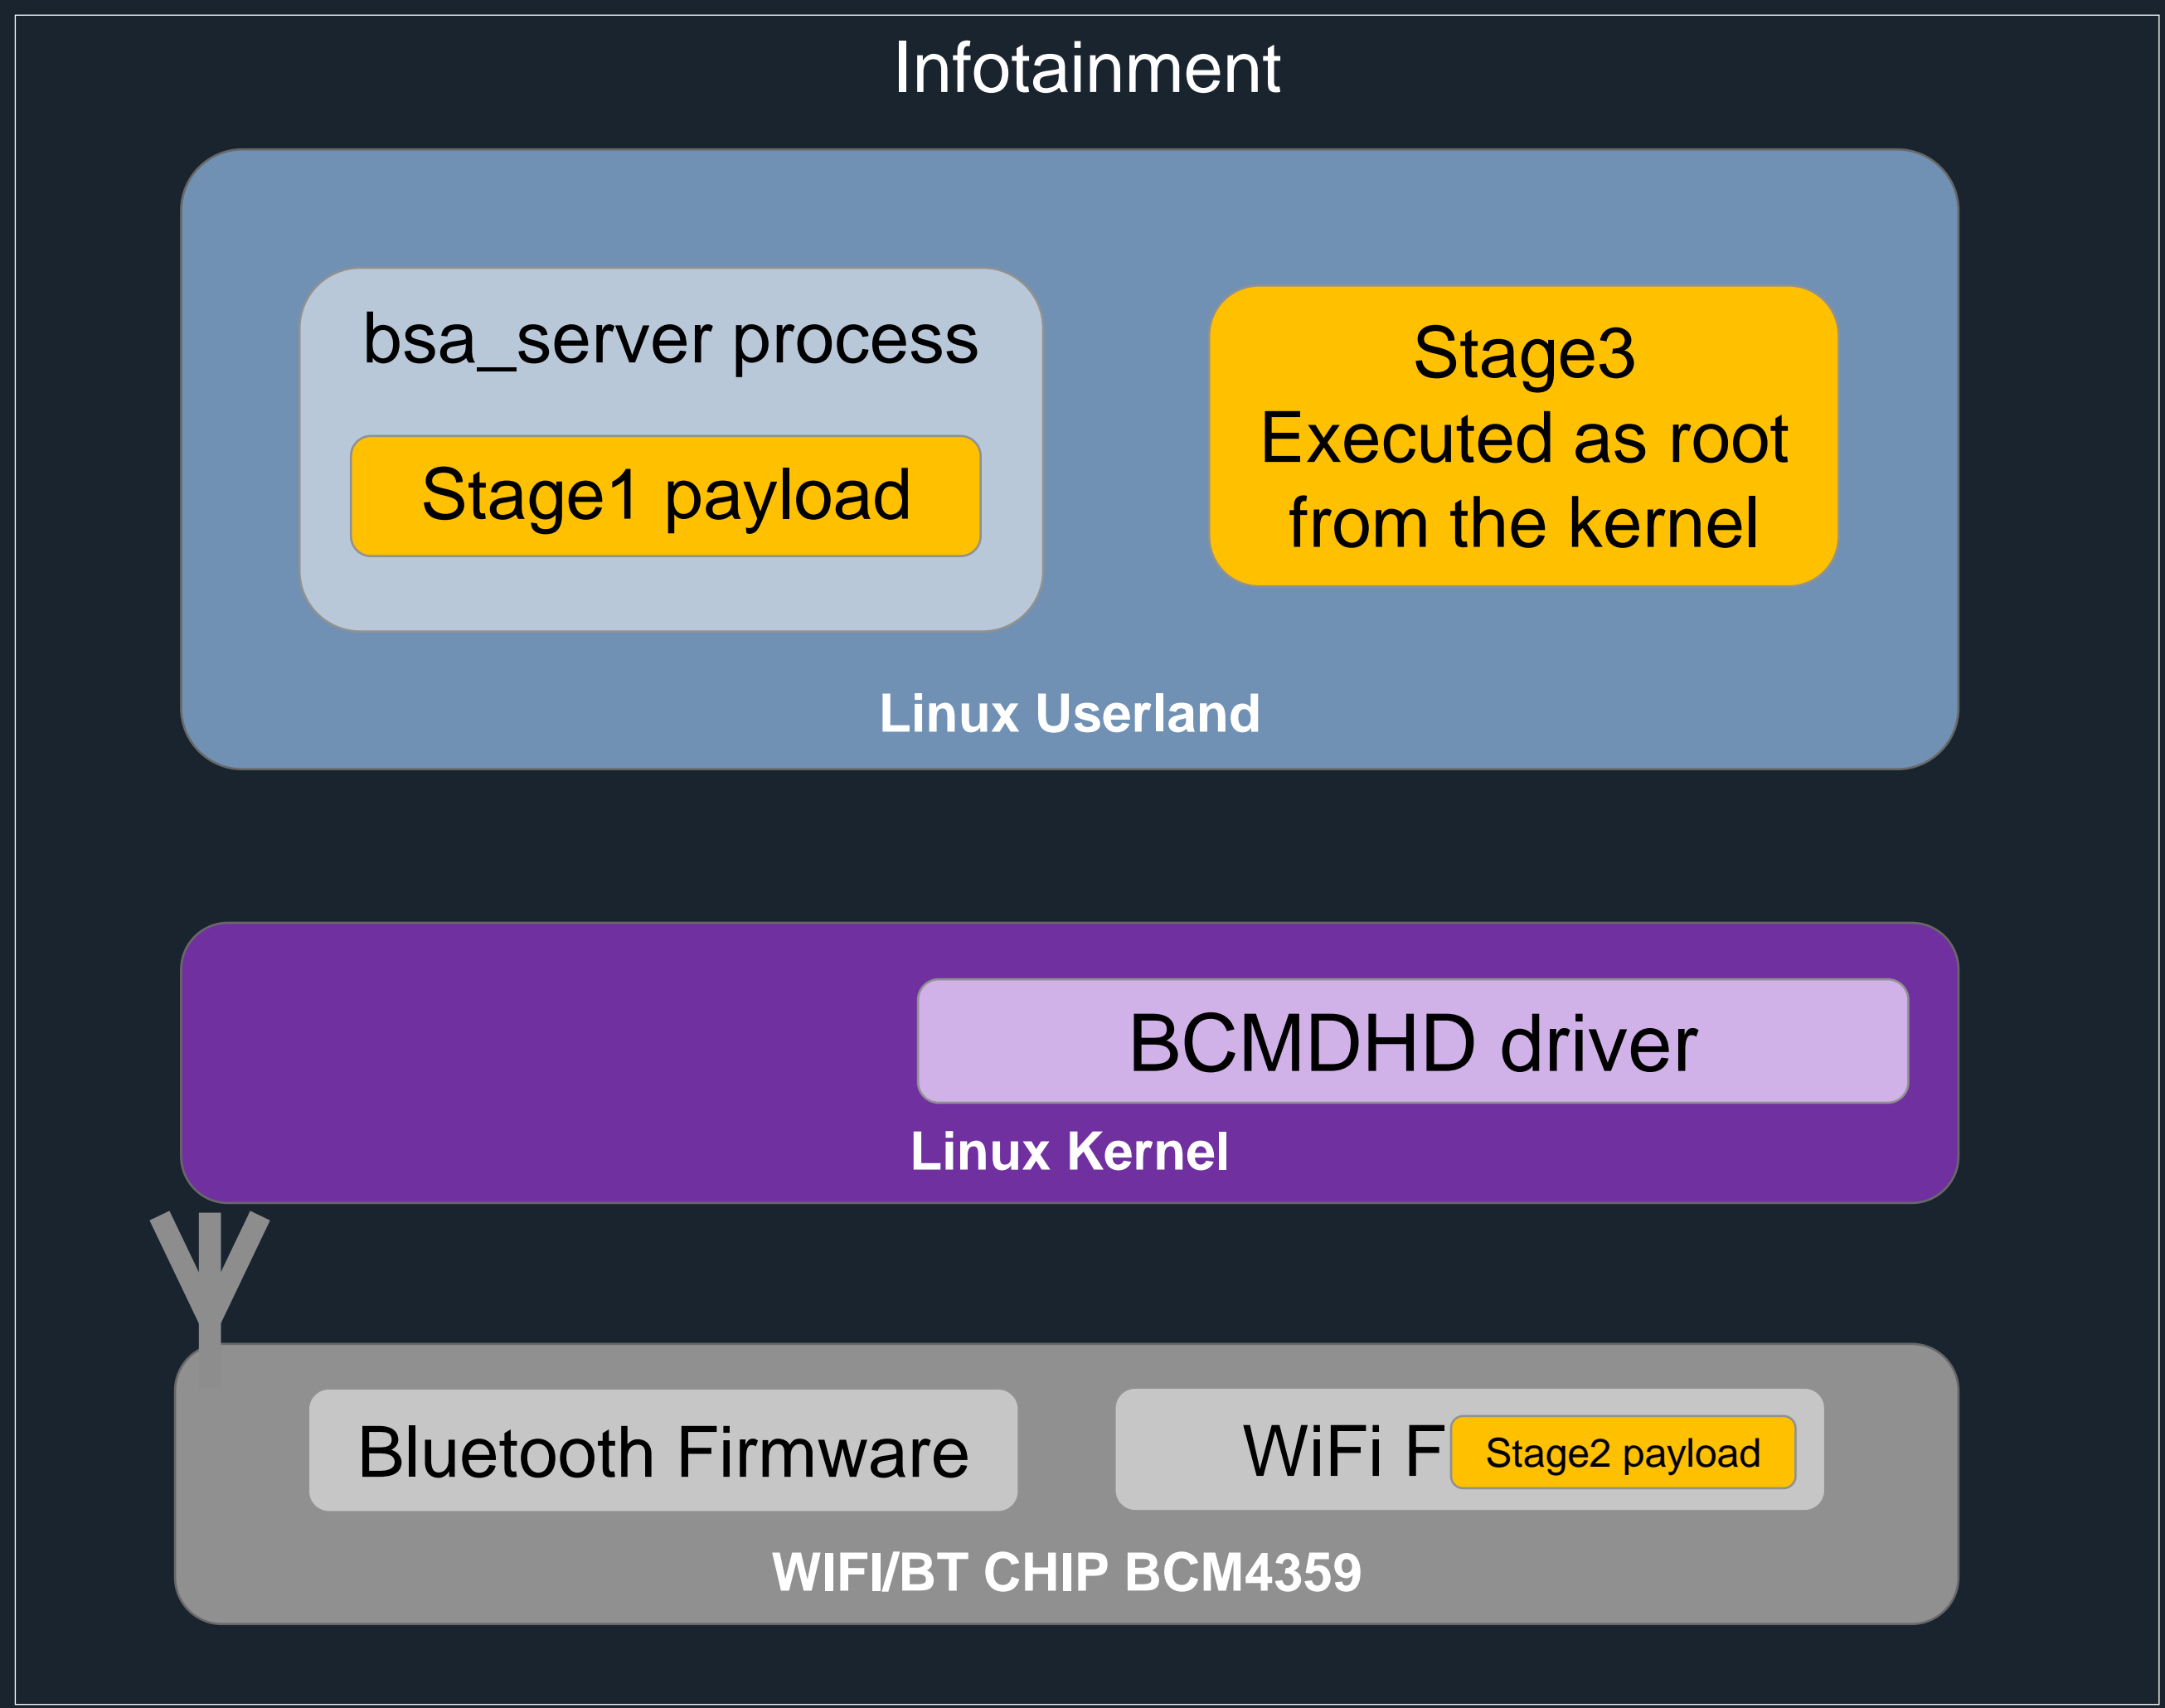 Infotainment
bsa_server process
Stage1 payload
Stage3
Executed as root
from the kernel
Linux Userland
BCMDHD driver
Linux Kernel
Bluetooth Firmware
WiFi F
Stage2 payload
WIFI/BT CHIP BCM4359